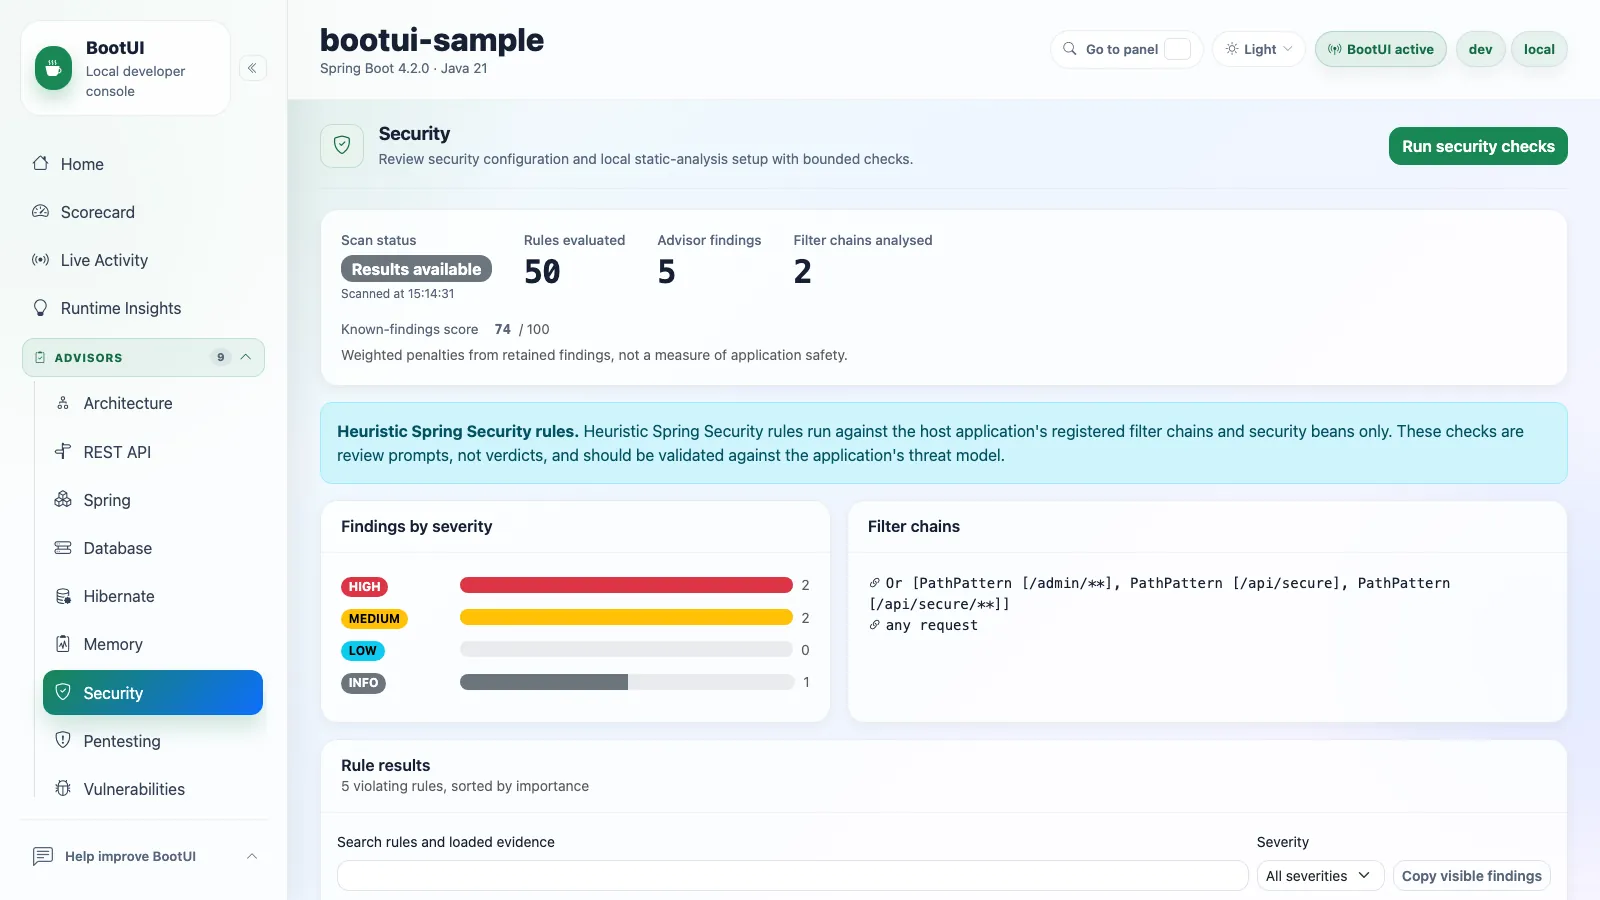 BootUI
Local developer
console
Home
Scorecard
Live Activity
Runtime Insights
ADVISORS 9
Architecture
REST API
Spring
Database
Hibernate
Memory
Security
Pentesting
Vulnerabilities
Help improve BootUI
bootui-sample
Spring Boot 4.2.0 · Java 21
Go to panel
Light
BootUI active
dev
local
Security
Review security configuration and local static-analysis setup with bounded checks.
Run security checks
Scan status
Results available
Scanned at 15:14:31
Rules evaluated
50
Advisor findings
5
Filter chains analysed
2
Known-findings score 74 / 100
Weighted penalties from retained findings, not a measure of application safety.
Heuristic Spring Security rules. Heuristic Spring Security rules run against the host application's registered filter chains and security beans only. These checks are
review prompts, not verdicts, and should be validated against the application's threat model.
Findings by severity
HIGH 2
MEDIUM 2
LOW 0
INFO 1
Filter chains
Or [PathPattern [/admin/**], PathPattern [/api/secure], PathPattern
[/api/secure/**]]
any request
Rule results
5 violating rules, sorted by importance
Search rules and loaded evidence
Severity
All severities
Copy visible findings